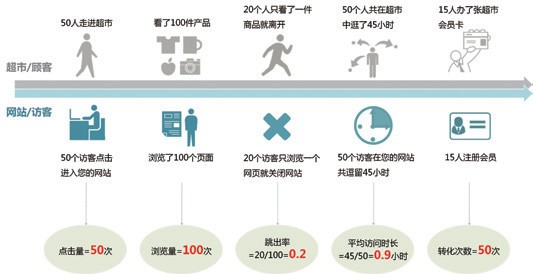 50人走进超市
看了100件产品
20个人只看了一件
商品就离开
50个人共在超市
中逛了45小时
15人办了张超市
会员卡
超市/顾客
网站/访客
50个访客点击
进入您的网站
浏览了100个页面
20个访客只浏览一个
网页就关闭网站
50个访客在您的网站
共逗留45小时
15人注册会员
点击量=50次
浏览量=100次
跳出率
=20/100=0.2
平均访问时长
=45/50=0.9小时
转化次数=50次